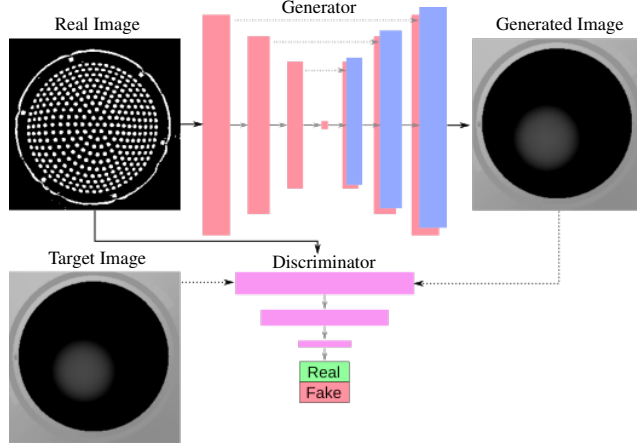 Real Image
Generator
Generated Image
Target Image
Discriminator
Real
Fake